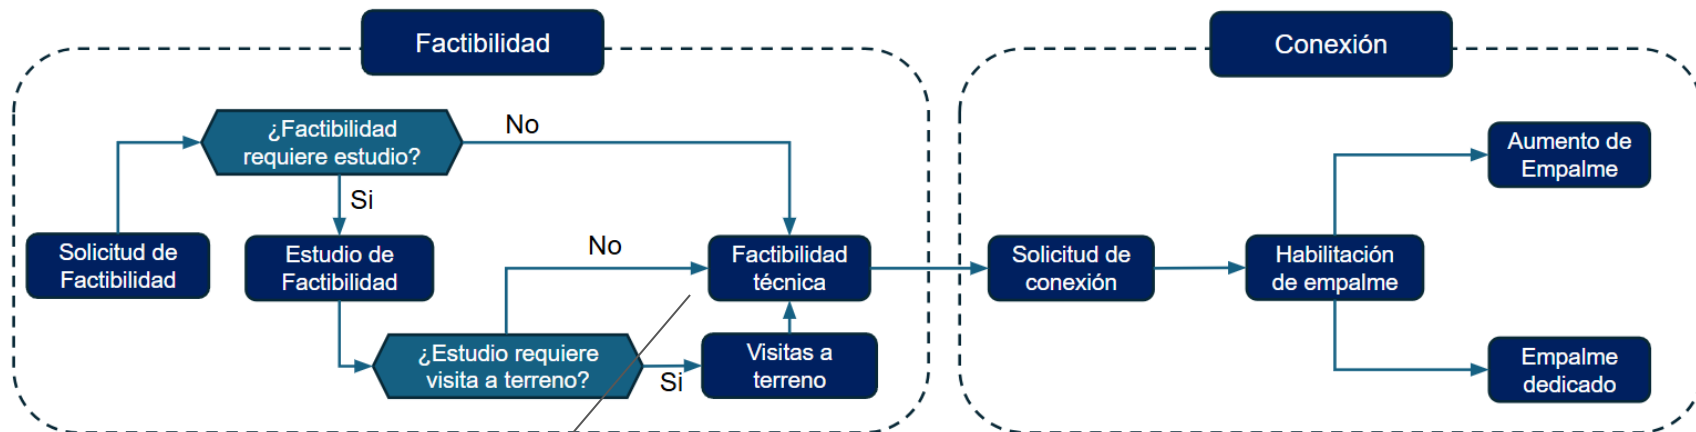 Factibilidad
¿Factibilidad
requiere estudio?
No
Si
Solicitud de
Factibilidad
Estudio de
Factibilidad
No
¿Estudio requiere
visita a terreno?
Si
Visitas a
terreno
Factibilidad
técnica
Conexión
Solicitud de
conexión
Habilitación
de empalme
Aumento de
Empalme
Empalme
dedicado